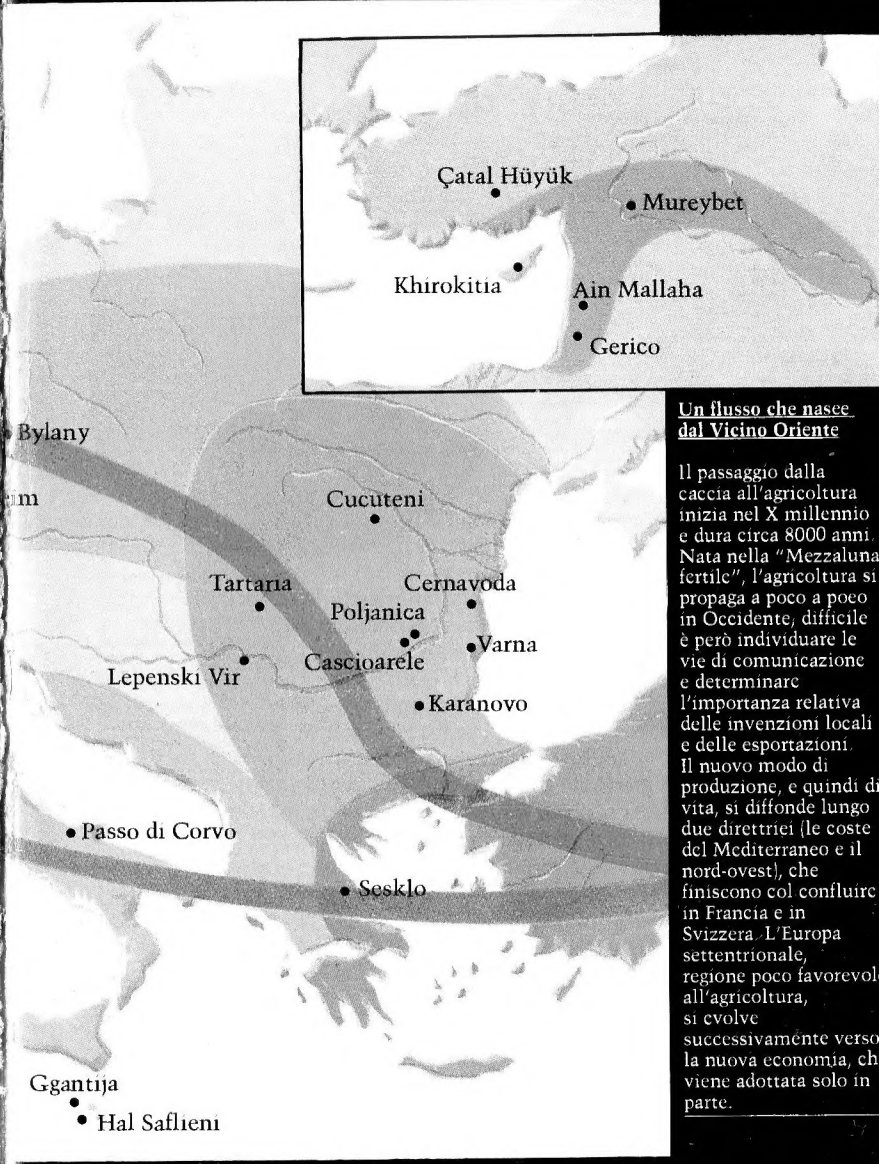 Çatal Hüyük
Mureybet
Khirokitia
Ain Mallaha
Gerico
Bylany
Cucuteni
Tartaria
Cernavoda
Poljanica
Varna
Cascioarele
Lepenski Vir
Karanovo
Passo di Corvo
Sesklo
Ggantija
Hal Saflieni
Un flusso che nasce
dal Vicino Oriente
Il passaggio dalla
caccia all'agricoltura
inizia nel X millennio
e dura circa 8000 anni.
Nata nella "Mezzaluna
fertile", l'agricoltura si
propaga a poco a poco
in Occidente; difficile
è però individuare le
vie di comunicazione
e determinare
l'importanza relativa
delle invenzioni locali
e delle esportazioni.
Il nuovo modo di
produzione, e quindi di
vita, si diffonde lungo
due direttrici (le coste
del Mediterraneo e il
nord-ovest), che
finiscono col confluire
in Francia e in
Svizzera. L'Europa
settentrionale,
regione poco favorevole
all'agricoltura,
si evolve
successivamente verso
la nuova economia, ch
viene adottata solo in
parte.